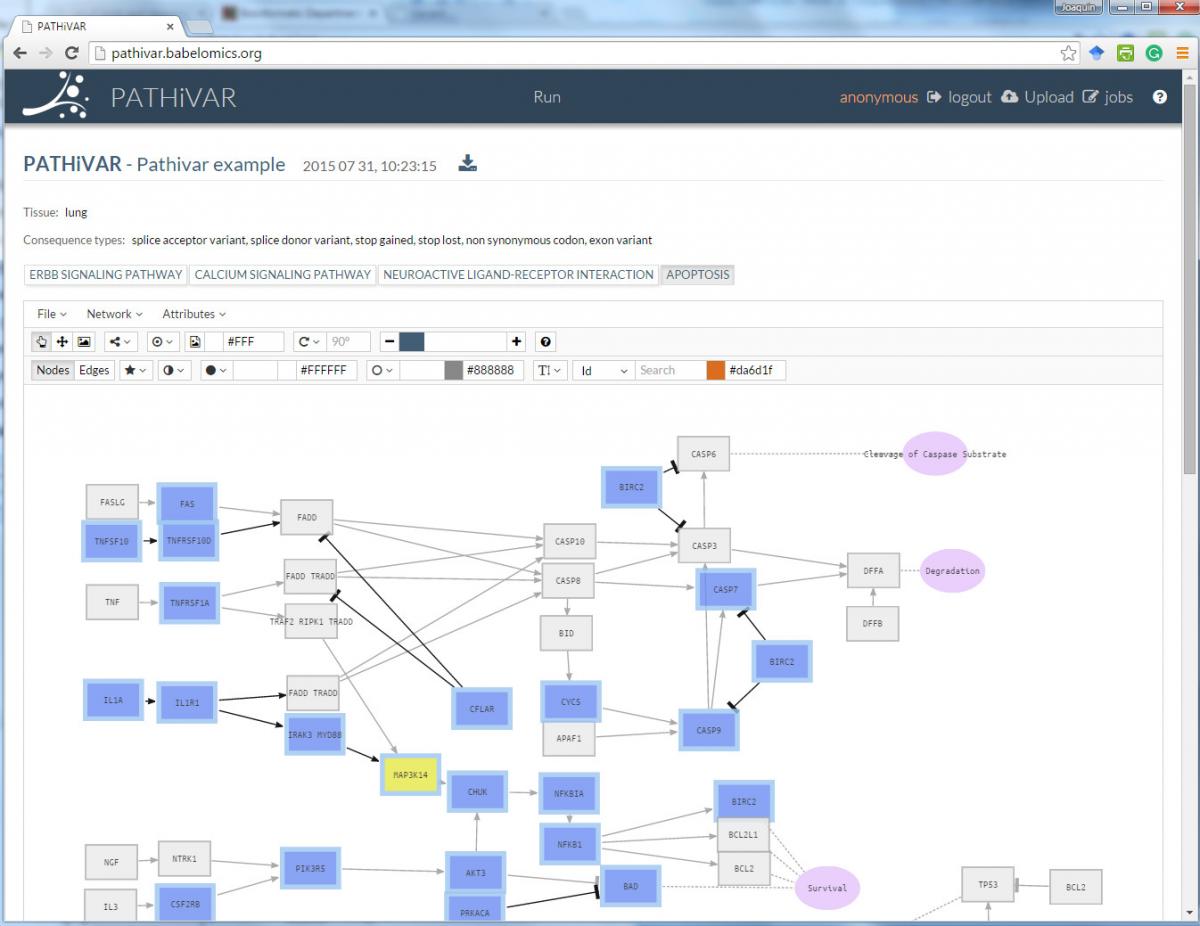 Joaquin
PATHiVAR
pathivar.babelomics.org
PATHiVAR
Run
anonymous logout Upload jobs
PATHiVAR - Pathivar example 2015 07 31, 10:23:15
Tissue: lung
Consequence types: splice acceptor variant, splice donor variant, stop gained, stop lost, non synonymous codon, exon variant
ERBB SIGNALING PATHWAY CALCIUM SIGNALING PATHWAY NEUROACTIVE LIGAND-RECEPTOR INTERACTION APOPTOSIS
File Network Attributes
#FFF 90º
Nodes Edges #FFFFFF #888888 Id Search #da6d1f
CASP6 Cleavage of Caspase Substrate
BIRC2
FASLG FAS
FADD
TNFSF10 TNFRSF10D CASP10 CASP3
FADD TRADD CASP8 DFFA Degradation
CASP7
TNF TNFRSF1A
TRAF2 RIPK1 TRADD DFFB
BID
BIRC2
FADD TRADD
IL1A IL1R1 CFLAR CYCS
CASP9
IRAK3 MYD88 APAF1
MAP3K14
CHUK NFKBIA
BIRC2
BCL2L1
NFKB1
NGF NTRK1 PIK3R5 BCL2
AKT3 BAD Survival TP53 BCL2
IL3 CSF2RB
PRKACA